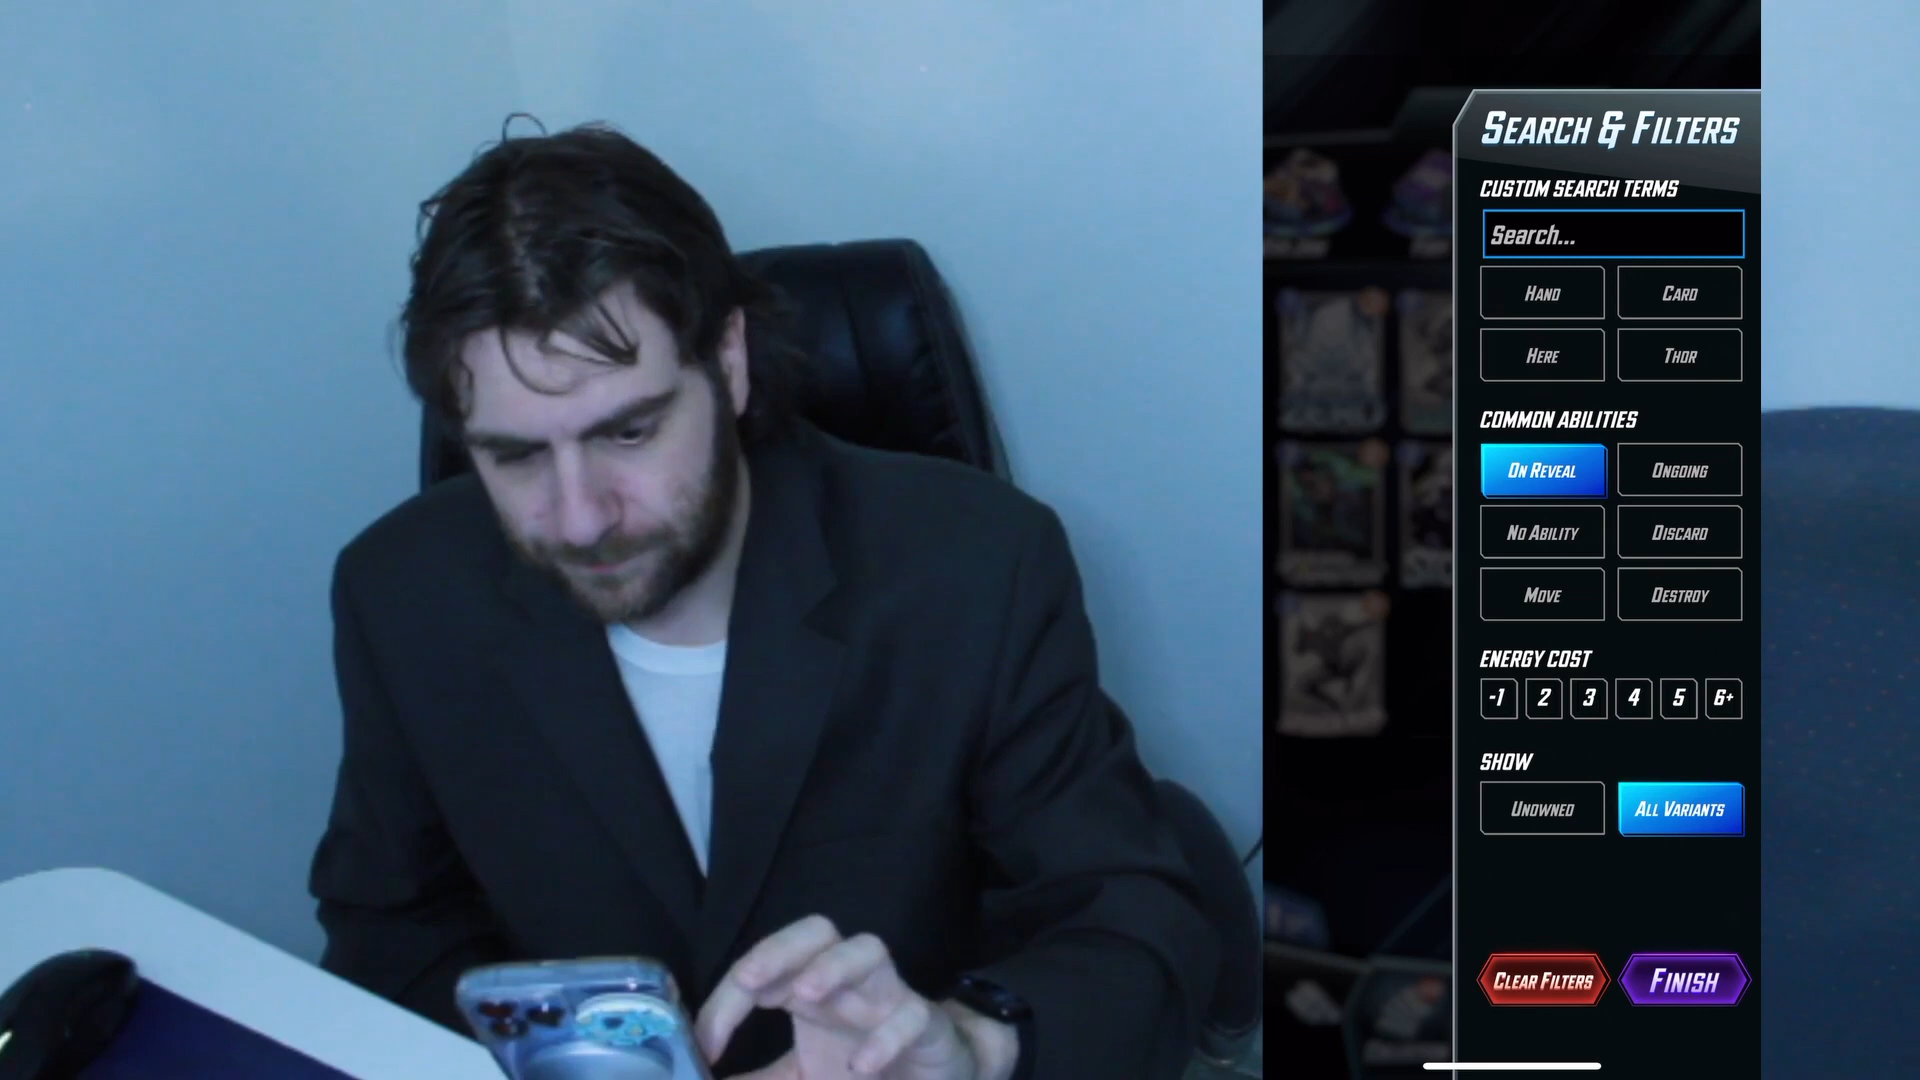 SEARCH & FILTERS
CUSTOM SEARCH TERMS
Search...
HAND CARD
HERE THOR
COMMON ABILITIES
ON REVEAL ONGOING
NO ABILITY DISCARD
MOVE DESTROY
ENERGY COST
-1 2 3 4 5 6+
SHOW
UNOWNED ALL VARIANTS
CLEAR FILTERS FINISH